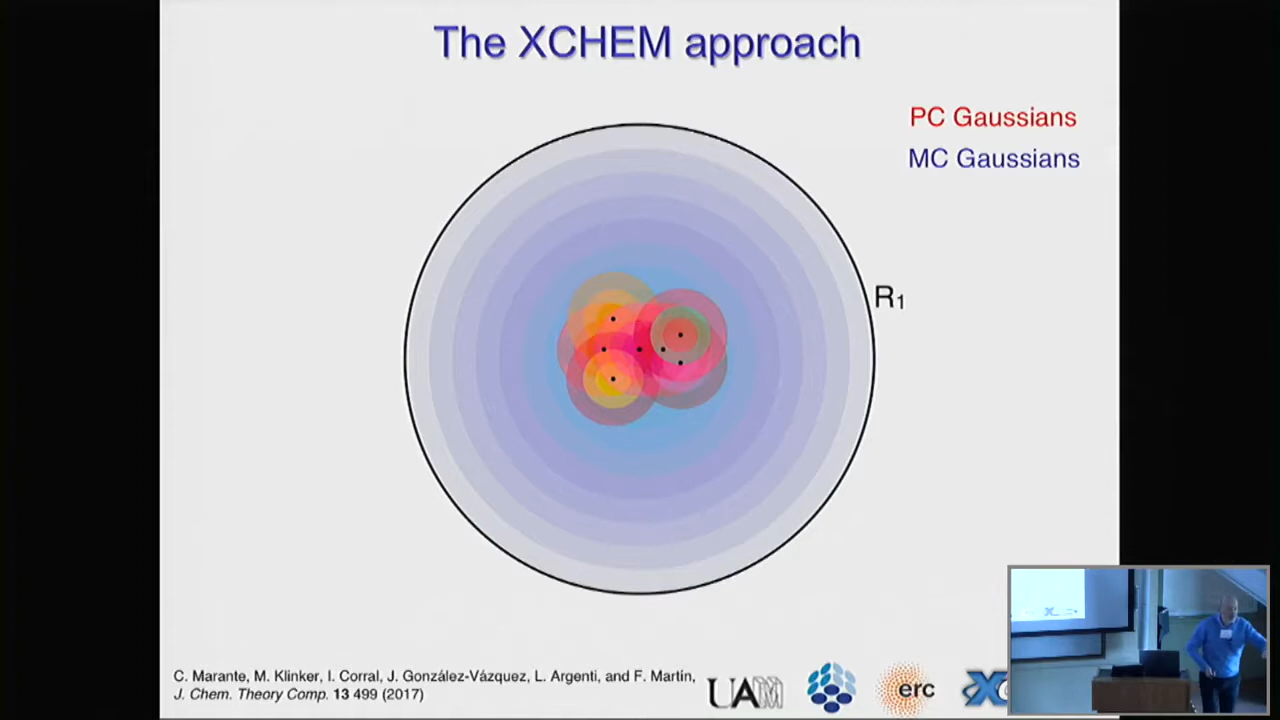 The XCHEM approach
PC Gaussians
MC Gaussians
R₁
C. Marante, M. Klinker, I. Corral, J. González-Vázquez, L. Argenti, and F. Martín,
J. Chem. Theory Comp. 13 499 (2017)
UAM
erc